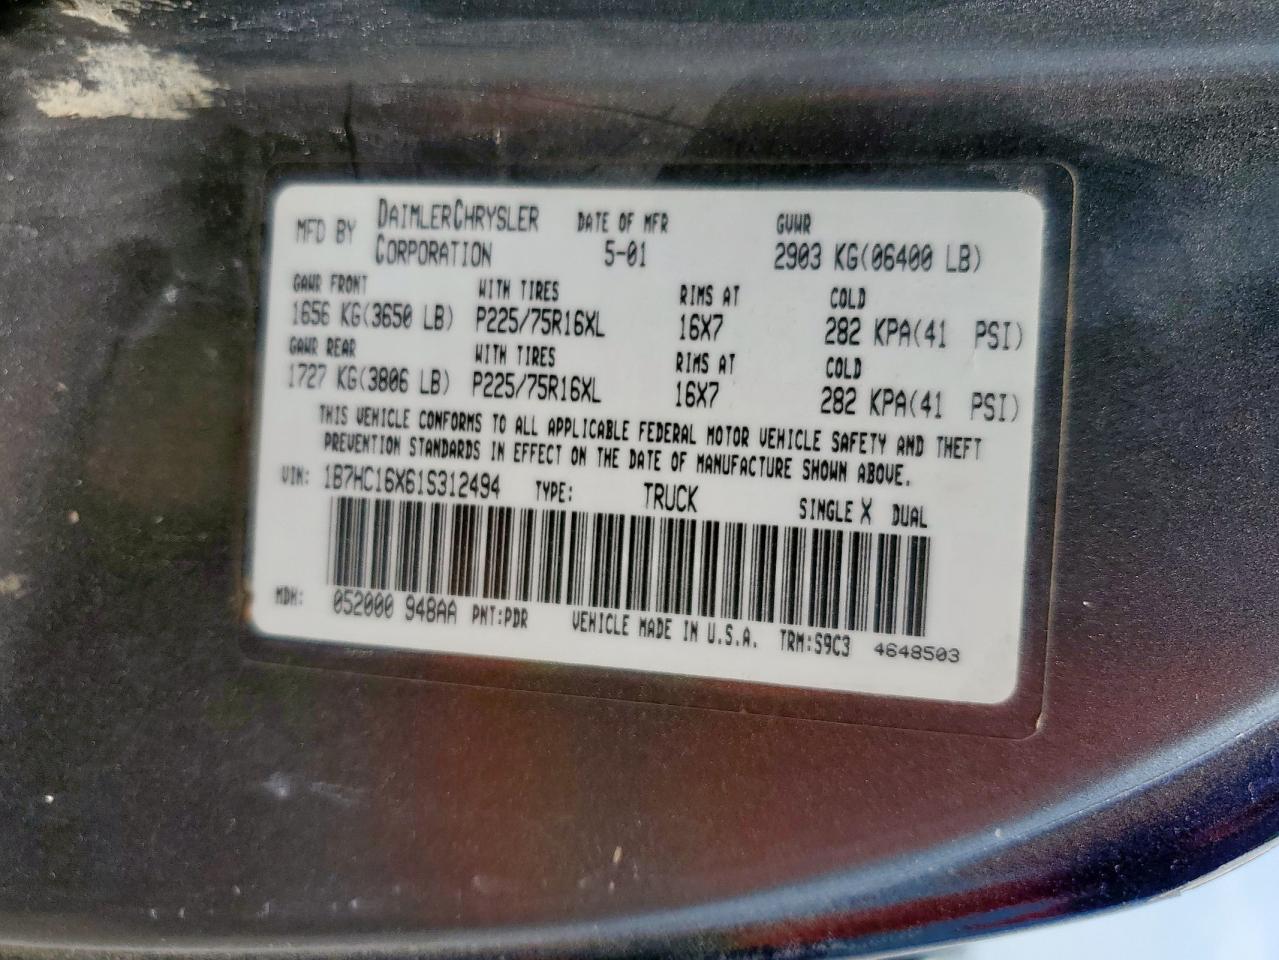 MFD BY DAIMLERCHRYSLER CORPORATION DATE OF MFR 5-01 GVWR 2903 KG(06400 LB)
GAWR FRONT WITH TIRES RIMS AT COLD
1656 KG(3650 LB) P225/75R16XL 16X7 282 KPA(41 PSI)
GAWR REAR WITH TIRES RIMS AT COLD
1727 KG(3806 LB) P225/75R16XL 16X7 282 KPA(41 PSI)
THIS VEHICLE CONFORMS TO ALL APPLICABLE FEDERAL MOTOR VEHICLE SAFETY AND THEFT
PREVENTION STANDARDS IN EFFECT ON THE DATE OF MANUFACTURE SHOWN ABOVE.
VIN: 1B7HC16X61S312494 TYPE: TRUCK SINGLE X DUAL
MDH: 052000 948AA PNT:PDR VEHICLE MADE IN U.S.A. TRM:S9C3 4648503